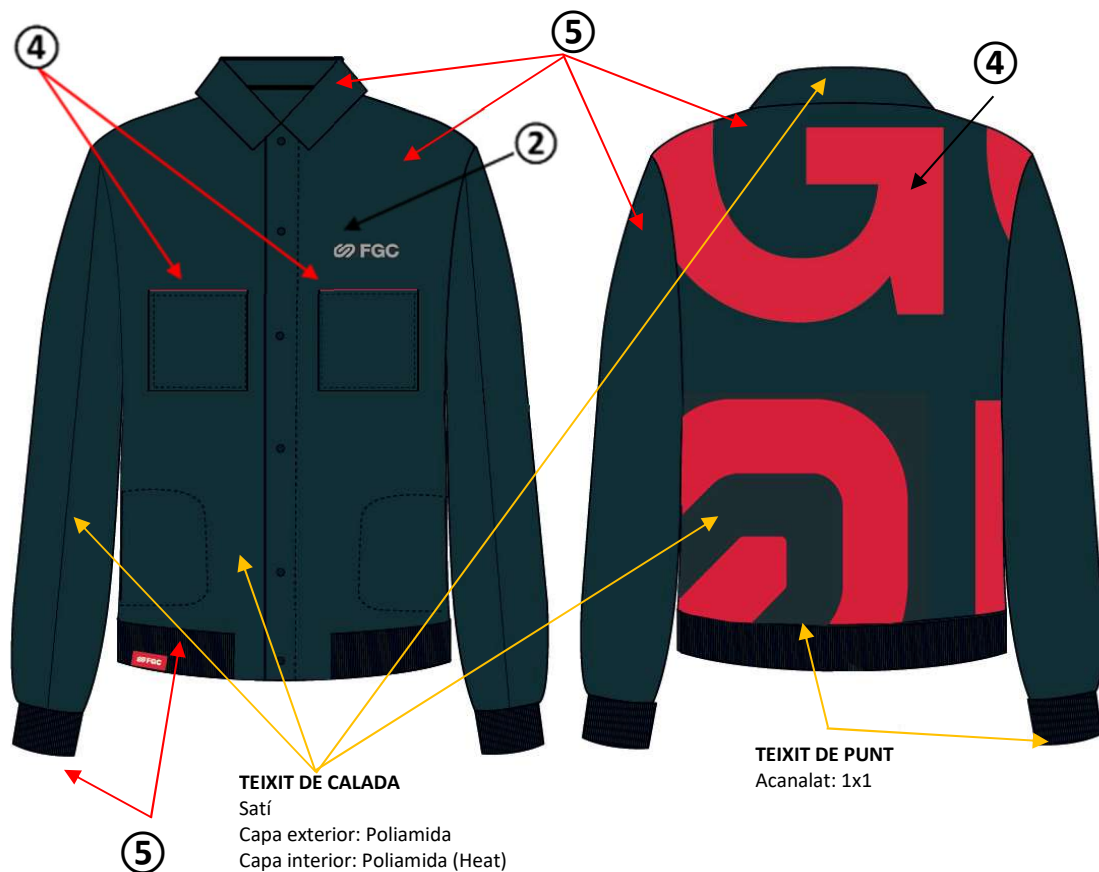 ④
⑤
④
②
FGC
FGC
⑤
TEIXIT DE CALADA
Satí
Capa exterior: Poliamida
Capa interior: Poliamida (Heat)
TEIXIT DE PUNT
Acanalat: 1x1